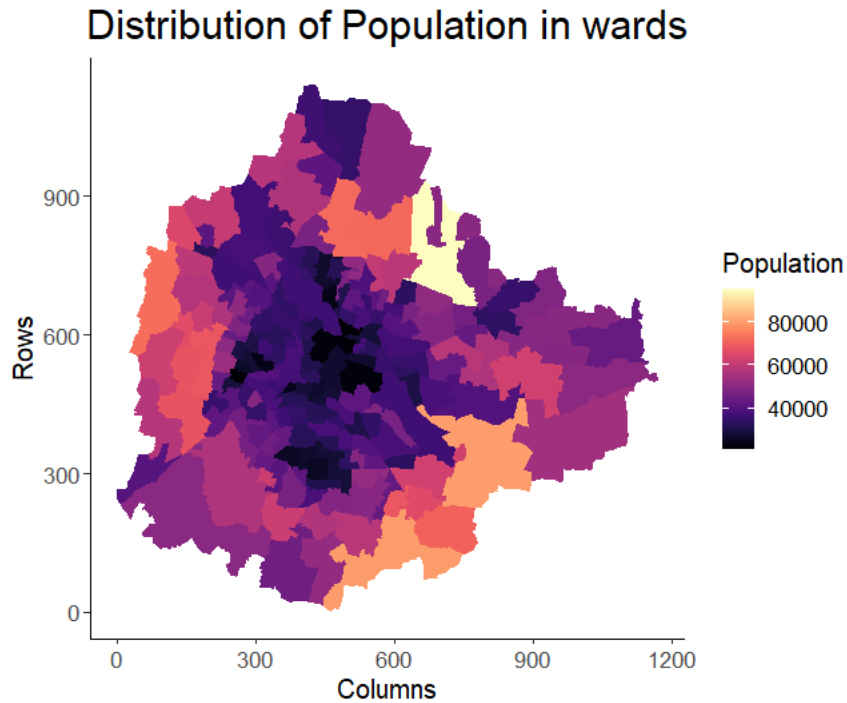 Distribution of Population in wards
Rows
900
600
300
0
0 300 600 900 1200
Columns
Population
80000
60000
40000